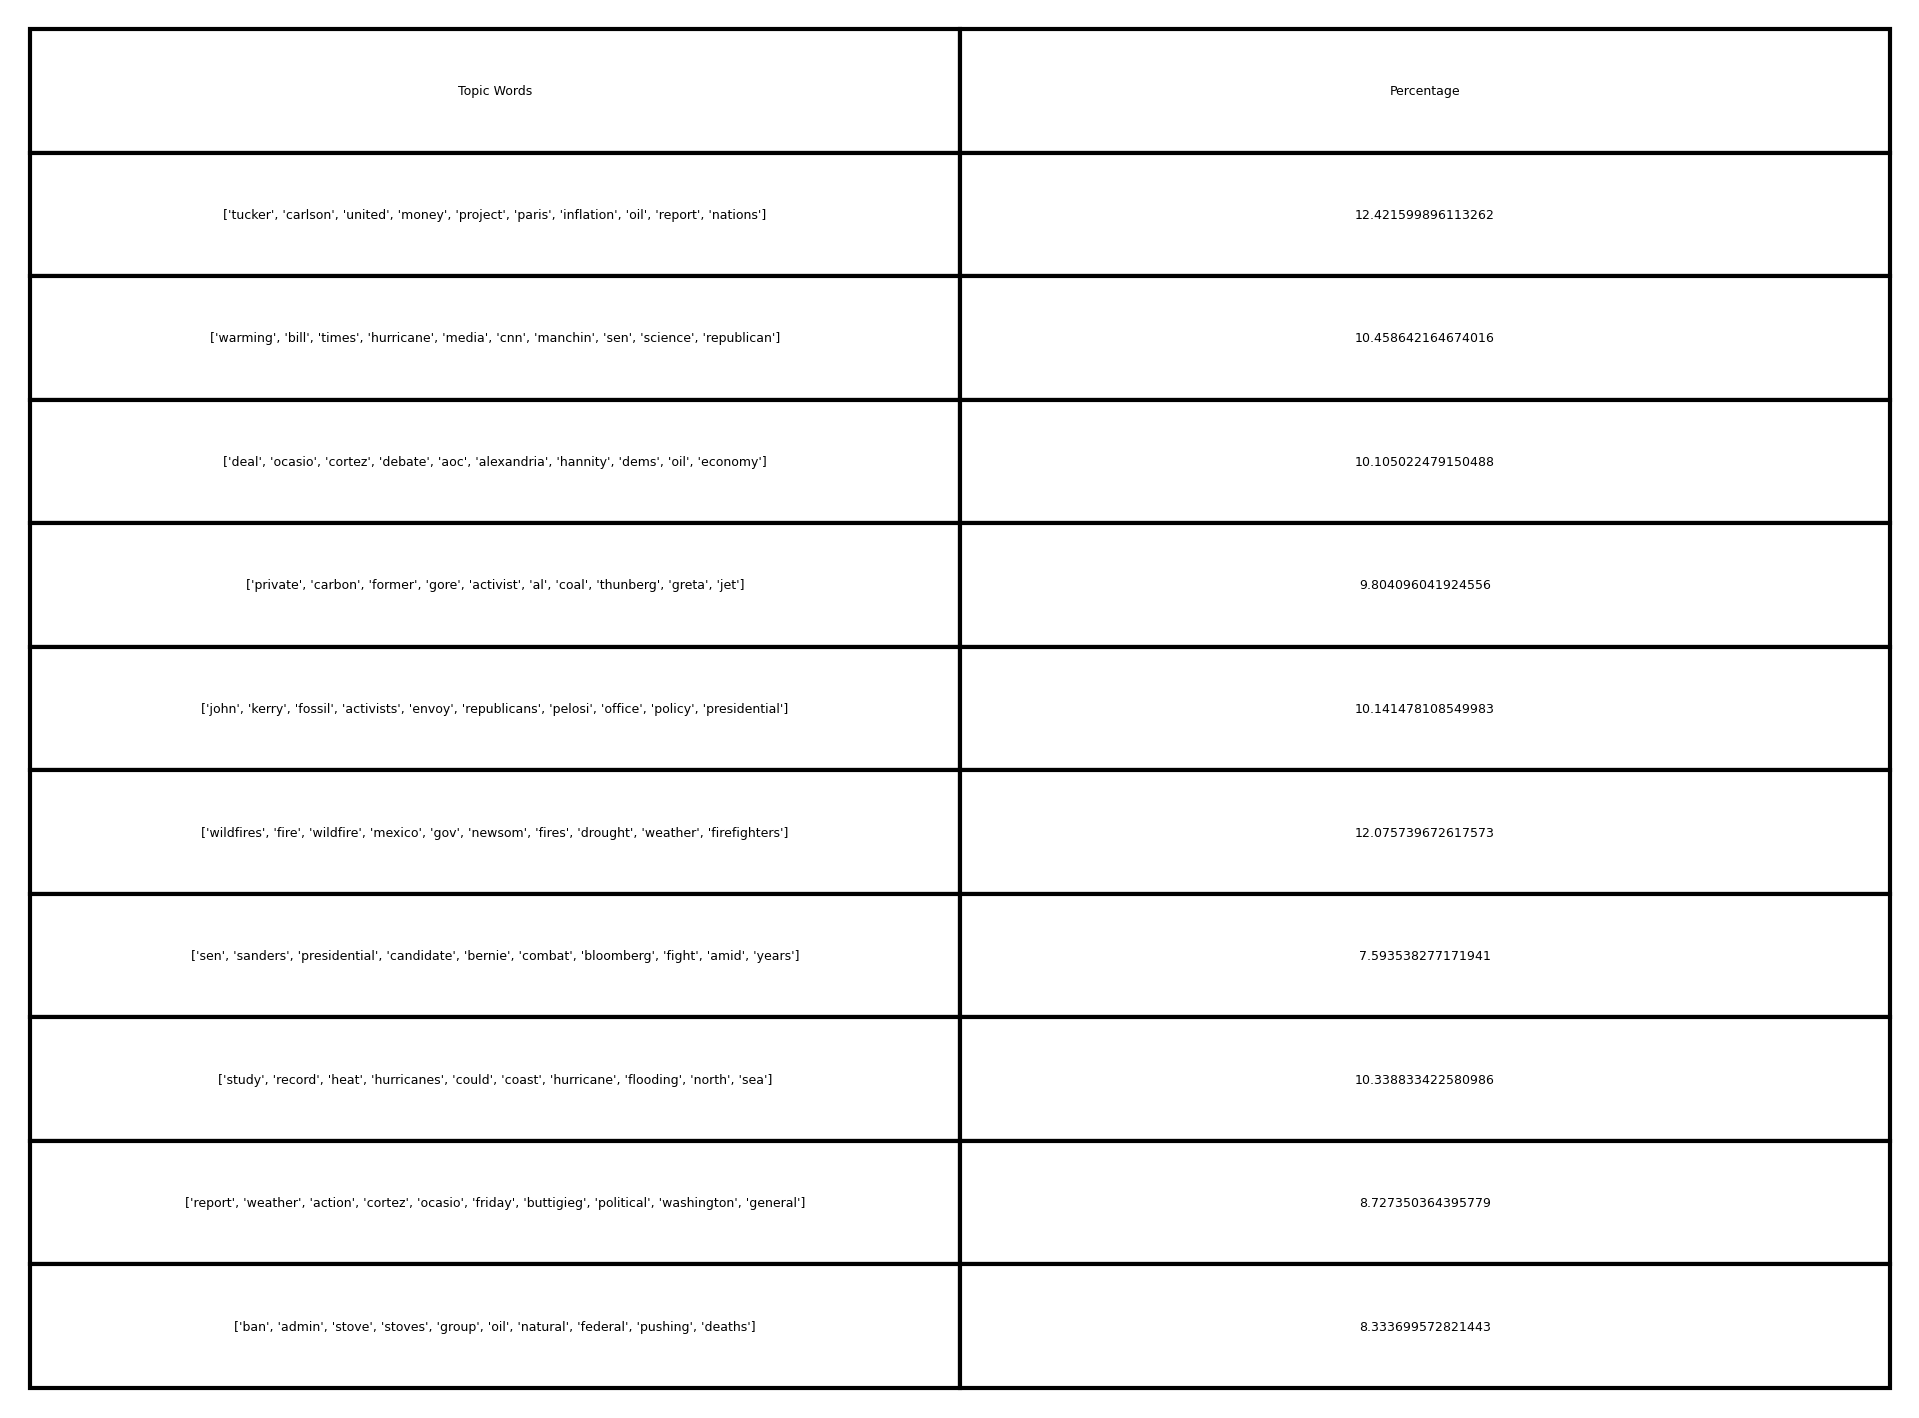 Topic Words Percentage
['tucker', 'carlson', 'united', 'money', 'project', 'paris', 'inflation', 'oil', 'report', 'nations'] 12.421599896113262
['warming', 'bill', 'times', 'hurricane', 'media', 'cnn', 'manchin', 'sen', 'science', 'republican'] 10.458642164674016
['deal', 'ocasio', 'cortez', 'debate', 'aoc', 'alexandria', 'hannity', 'dems', 'oil', 'economy'] 10.105022479150488
['private', 'carbon', 'former', 'gore', 'activist', 'al', 'coal', 'thunberg', 'greta', 'jet'] 9.804096041924556
['john', 'kerry', 'fossil', 'activists', 'envoy', 'republicans', 'pelosi', 'office', 'policy', 'presidential'] 10.141478108549983
['wildfires', 'fire', 'wildfire', 'mexico', 'gov', 'newsom', 'fires', 'drought', 'weather', 'firefighters'] 12.075739672617573
['sen', 'sanders', 'presidential', 'candidate', 'bernie', 'combat', 'bloomberg', 'fight', 'amid', 'years'] 7.593538277171941
['study', 'record', 'heat', 'hurricanes', 'could', 'coast', 'hurricane', 'flooding', 'north', 'sea'] 10.338833422580986
['report', 'weather', 'action', 'cortez', 'ocasio', 'friday', 'buttigieg', 'political', 'washington', 'general'] 8.727350364395779
['ban', 'admin', 'stove', 'stoves', 'group', 'oil', 'natural', 'federal', 'pushing', 'deaths'] 8.333699572821443